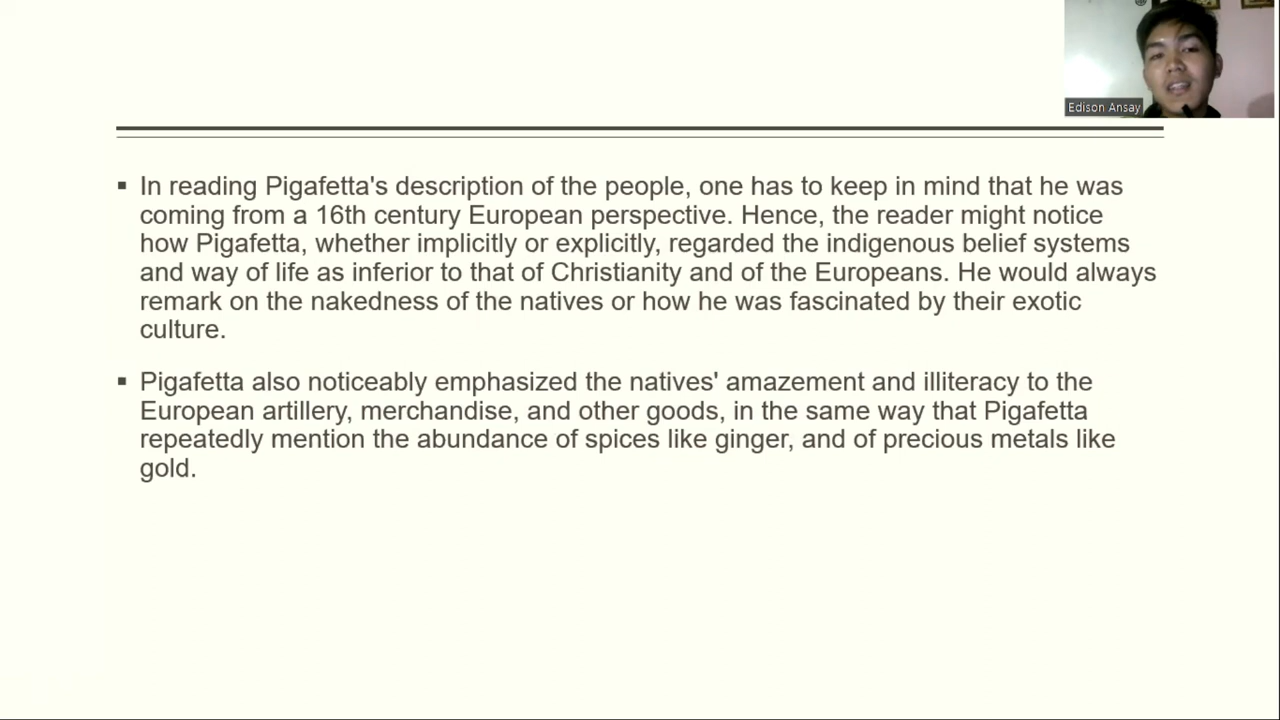 Edison Ansay
▪ In reading Pigafetta's description of the people, one has to keep in mind that he was
coming from a 16th century European perspective. Hence, the reader might notice
how Pigafetta, whether implicitly or explicitly, regarded the indigenous belief systems
and way of life as inferior to that of Christianity and of the Europeans. He would always
remark on the nakedness of the natives or how he was fascinated by their exotic
culture.
▪ Pigafetta also noticeably emphasized the natives' amazement and illiteracy to the
European artillery, merchandise, and other goods, in the same way that Pigafetta
repeatedly mention the abundance of spices like ginger, and of precious metals like
gold.